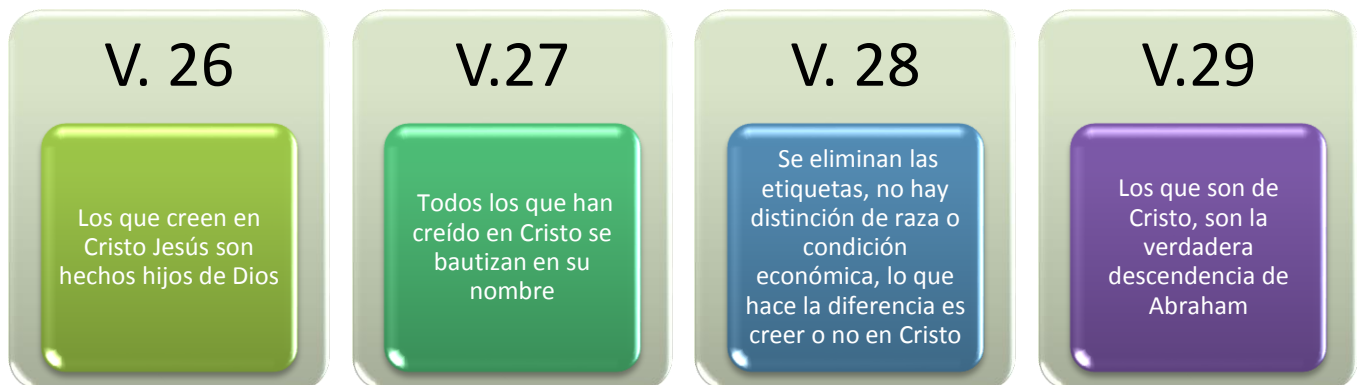 V. 26
Los que creen en
Cristo Jesús son
hechos hijos de Dios
V.27
Todos los que han
creído en Cristo se
bautizan en su
nombre
V. 28
Se eliminan las
etiquetas, no hay
distinción de raza o
condición
económica, lo que
hace la diferencia es
creer o no en Cristo
V.29
Los que son de
Cristo, son la
verdadera
descendencia de
Abraham